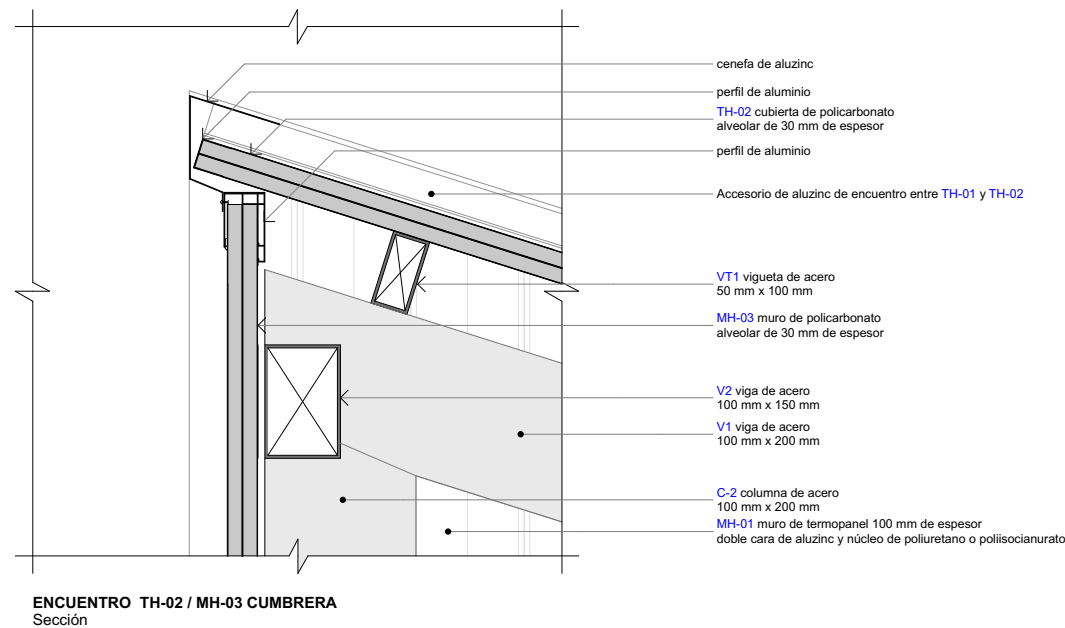 cenefa de aluzinc
perfil de aluminio
TH-02 cubierta de policarbonato
alveolar de 30 mm de espesor
perfil de aluminio
Accesorio de aluzinc de encuentro entre TH-01 y TH-02
VT1 vigueta de acero
50 mm x 100 mm
MH-03 muro de policarbonato
alveolar de 30 mm de espesor
V2 viga de acero
100 mm x 150 mm
V1 viga de acero
100 mm x 200 mm
C-2 columna de acero
100 mm x 200 mm
MH-01 muro de termopanel 100 mm de espesor
doble cara de aluzinc y núcleo de poliuretano o poliisocianurato
ENCUENTRO TH-02 / MH-03 CUMBRERA
Sección